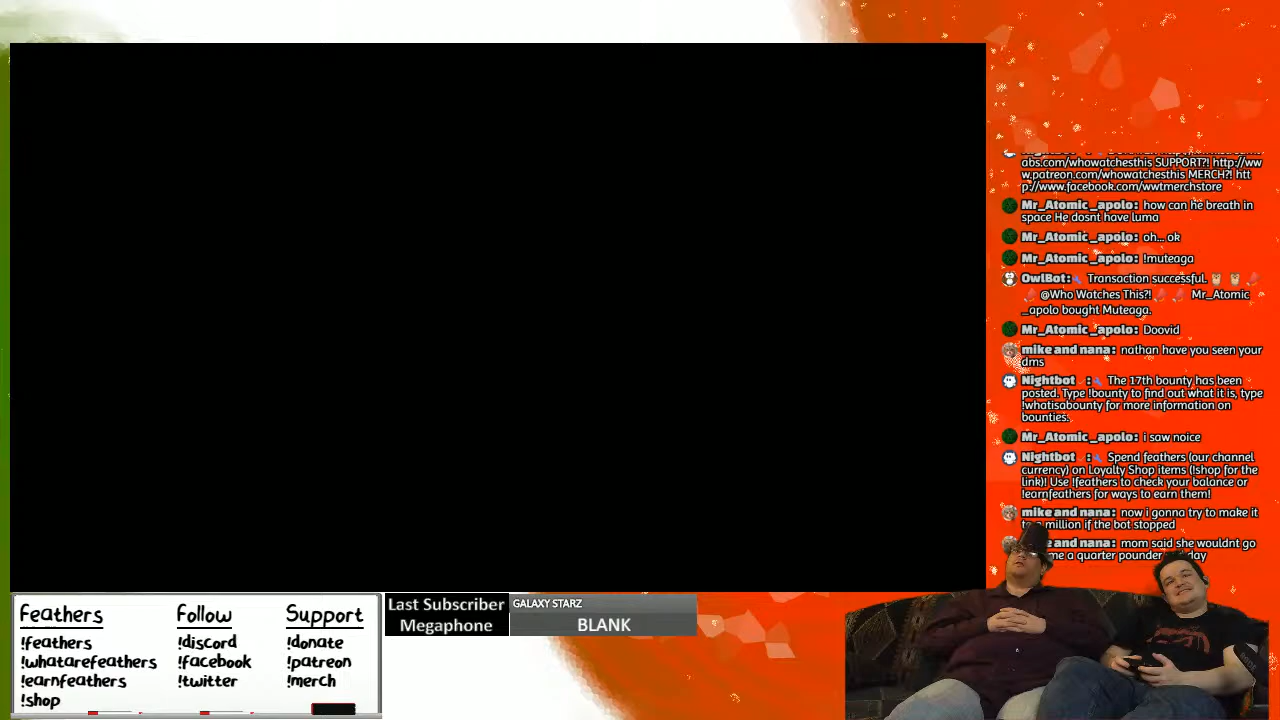 abs.com/whowatchesthis SUPPORT?! http://ww
w.patreon.com/whowatchesthis MERCH?! htt
p://www.facebook.com/wwtmerchstore
Mr_Atomic_apolo: how can he breath in
space He dosnt have luma
Mr_Atomic_apolo: oh... ok
Mr_Atomic_apolo: !muteaga
OwlBot: Transaction successful.
@Who Watches This?! Mr_Atomic
_apolo bought Muteaga.
Mr_Atomic_apolo: Doovid
mike and nana: nathan have you seen your
dms
Nightbot: The 17th bounty has been
posted. Type !bounty to find out what it is, type
!whatisabounty for more information on
bounties.
Mr_Atomic_apolo: i saw noice
Nightbot: Spend feathers (our channel
currency) on Loyalty Shop items (!shop for the
link)! Use !feathers to check your balance or
!earnfeathers for ways to earn them!
mike and nana: now i gonna try to make it
million if the bot stopped
and nana: mom said she wouldnt go
me a quarter pounder
Feathers
!feathers
!whatarefeathers
!earnfeathers
!shop
Follow
!discord
!facebook
!twitter
Support
!donate
!patreon
!merch
Last Subscriber
Megaphone
GALAXY STARZ
BLANK